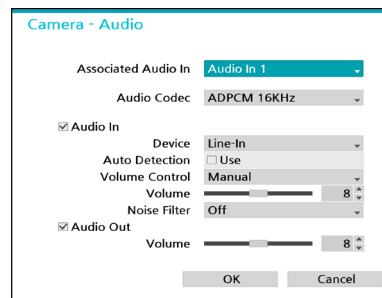 Camera - Audio
Associated Audio In Audio In 1
Audio Codec ADPCM 16KHz
Audio In
Device Line-In
Auto Detection Use
Volume Control Manual
Volume 8
Noise Filter Off
Audio Out
Volume 8
OK Cancel